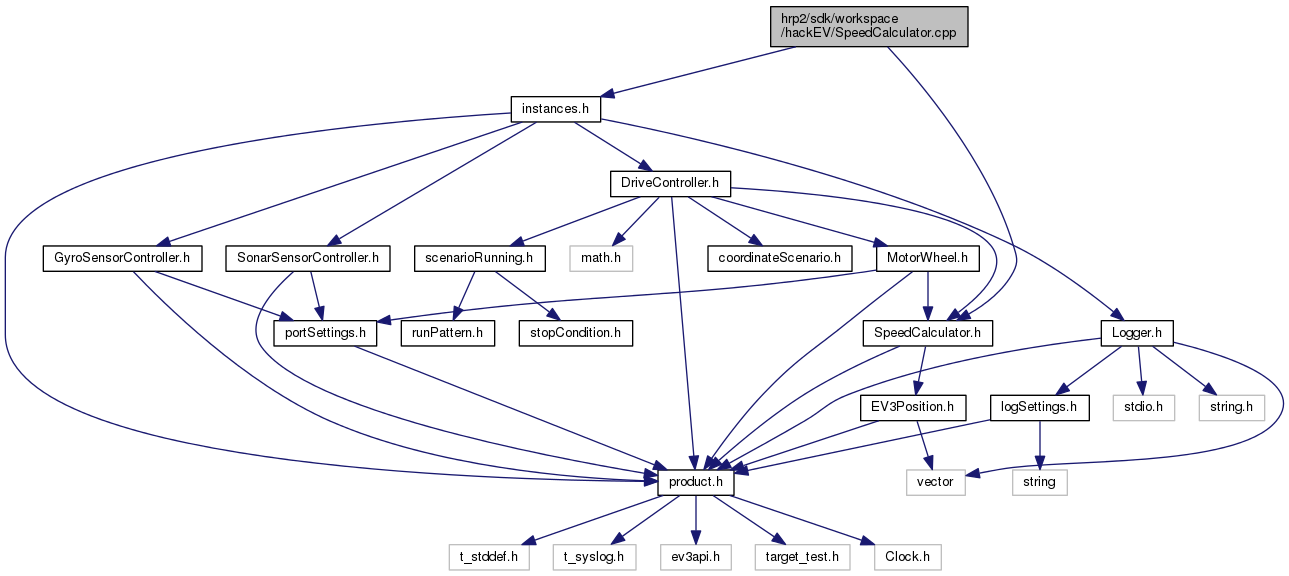 hrp2/sdk/workspace
/hackEV/SpeedCalculator.cpp
instances.h
DriveController.h
GyroSensorController.h
SonarSensorController.h
scenarioRunning.h
math.h
coordinateScenario.h
MotorWheel.h
portSettings.h
runPattern.h
stopCondition.h
SpeedCalculator.h
Logger.h
EV3Position.h
logSettings.h
stdio.h
string.h
product.h
vector
string
t_stddef.h
t_syslog.h
ev3api.h
target_test.h
Clock.h